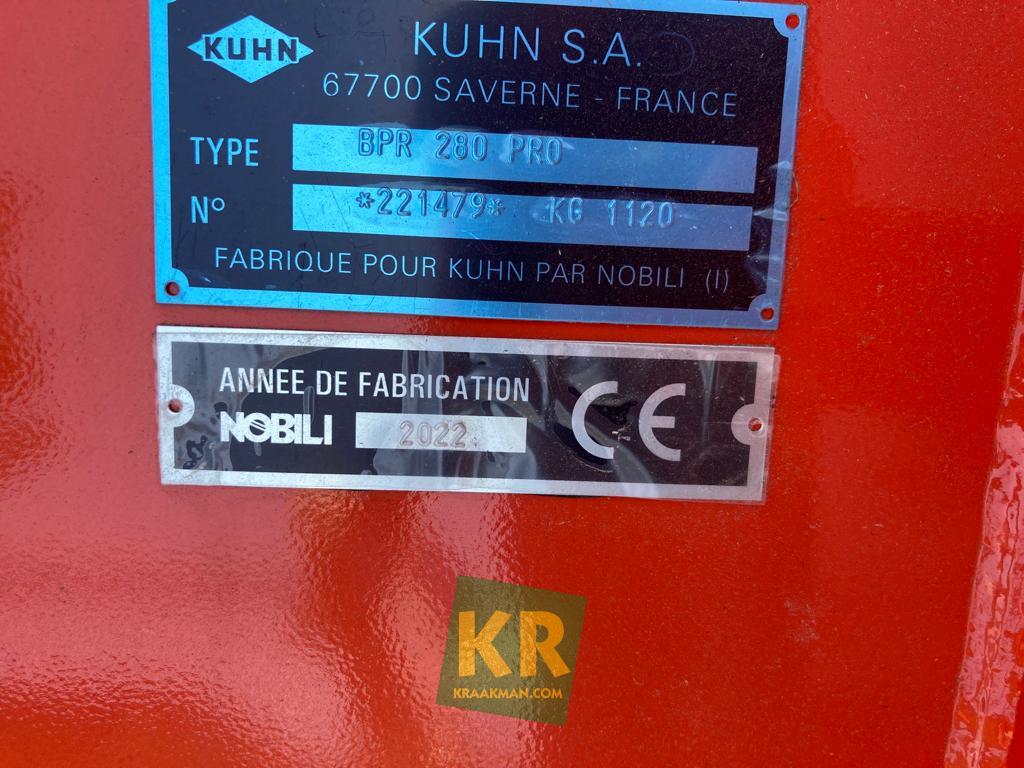 KUHN
KUHN S.A.
67700 SAVERNE - FRANCE
TYPE BPR 280 PRO
N° *221479* KG 1120
FABRIQUE POUR KUHN PAR NOBILI (I)
ANNEE DE FABRICATION
NOBILI 2022
CE
KR
KRAAKMAN.COM